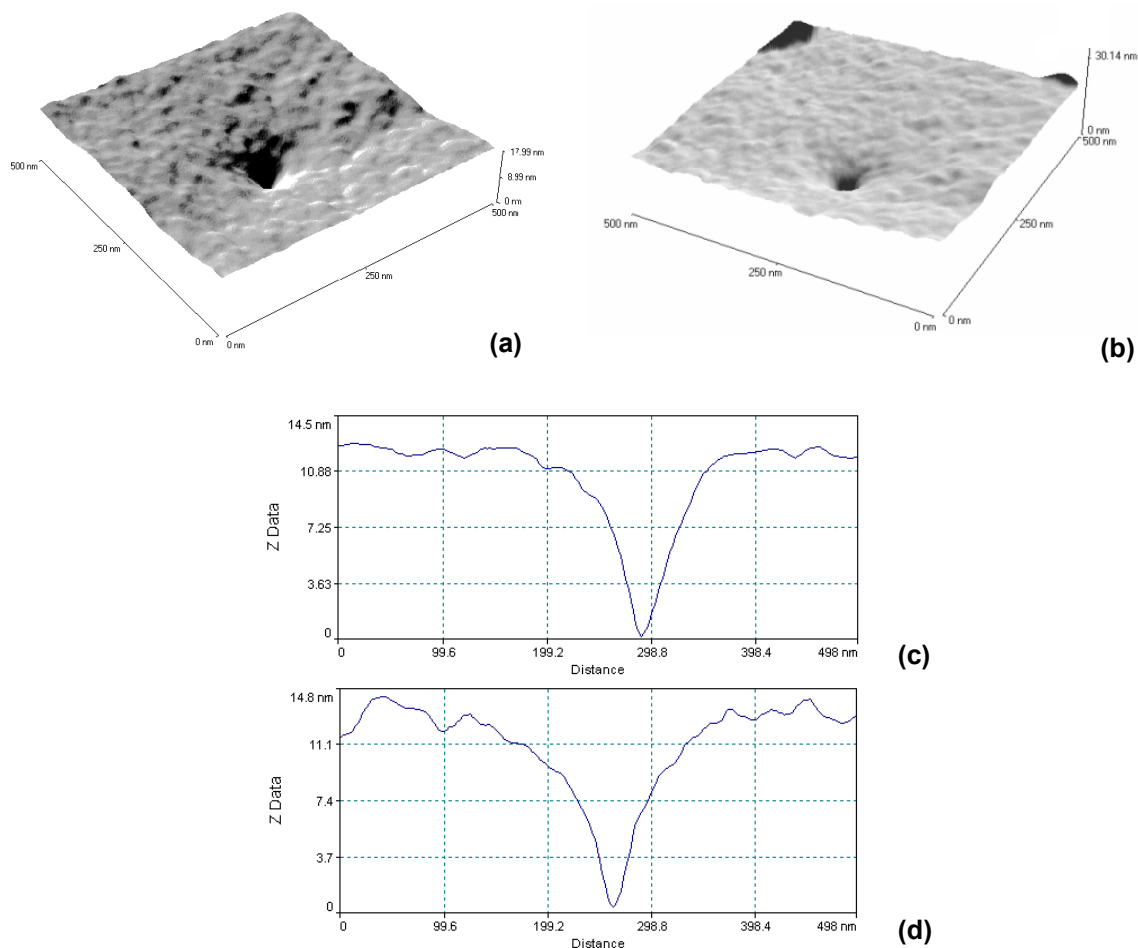 17.99 nm
8.99 nm
0 nm
500 nm
500 nm
250 nm
250 nm
0 nm
0 nm
(a)
30.14 nm
0 nm
500 nm
500 nm
250 nm
250 nm
0 nm
0 nm
(b)
14.5 nm
10.88
7.25
3.63
0
Z Data
0 99.6 199.2 298.8 398.4 498 nm
Distance
(c)
14.8 nm
11.1
7.4
3.7
0
Z Data
0 99.6 199.2 298.8 398.4 498 nm
Distance
(d)